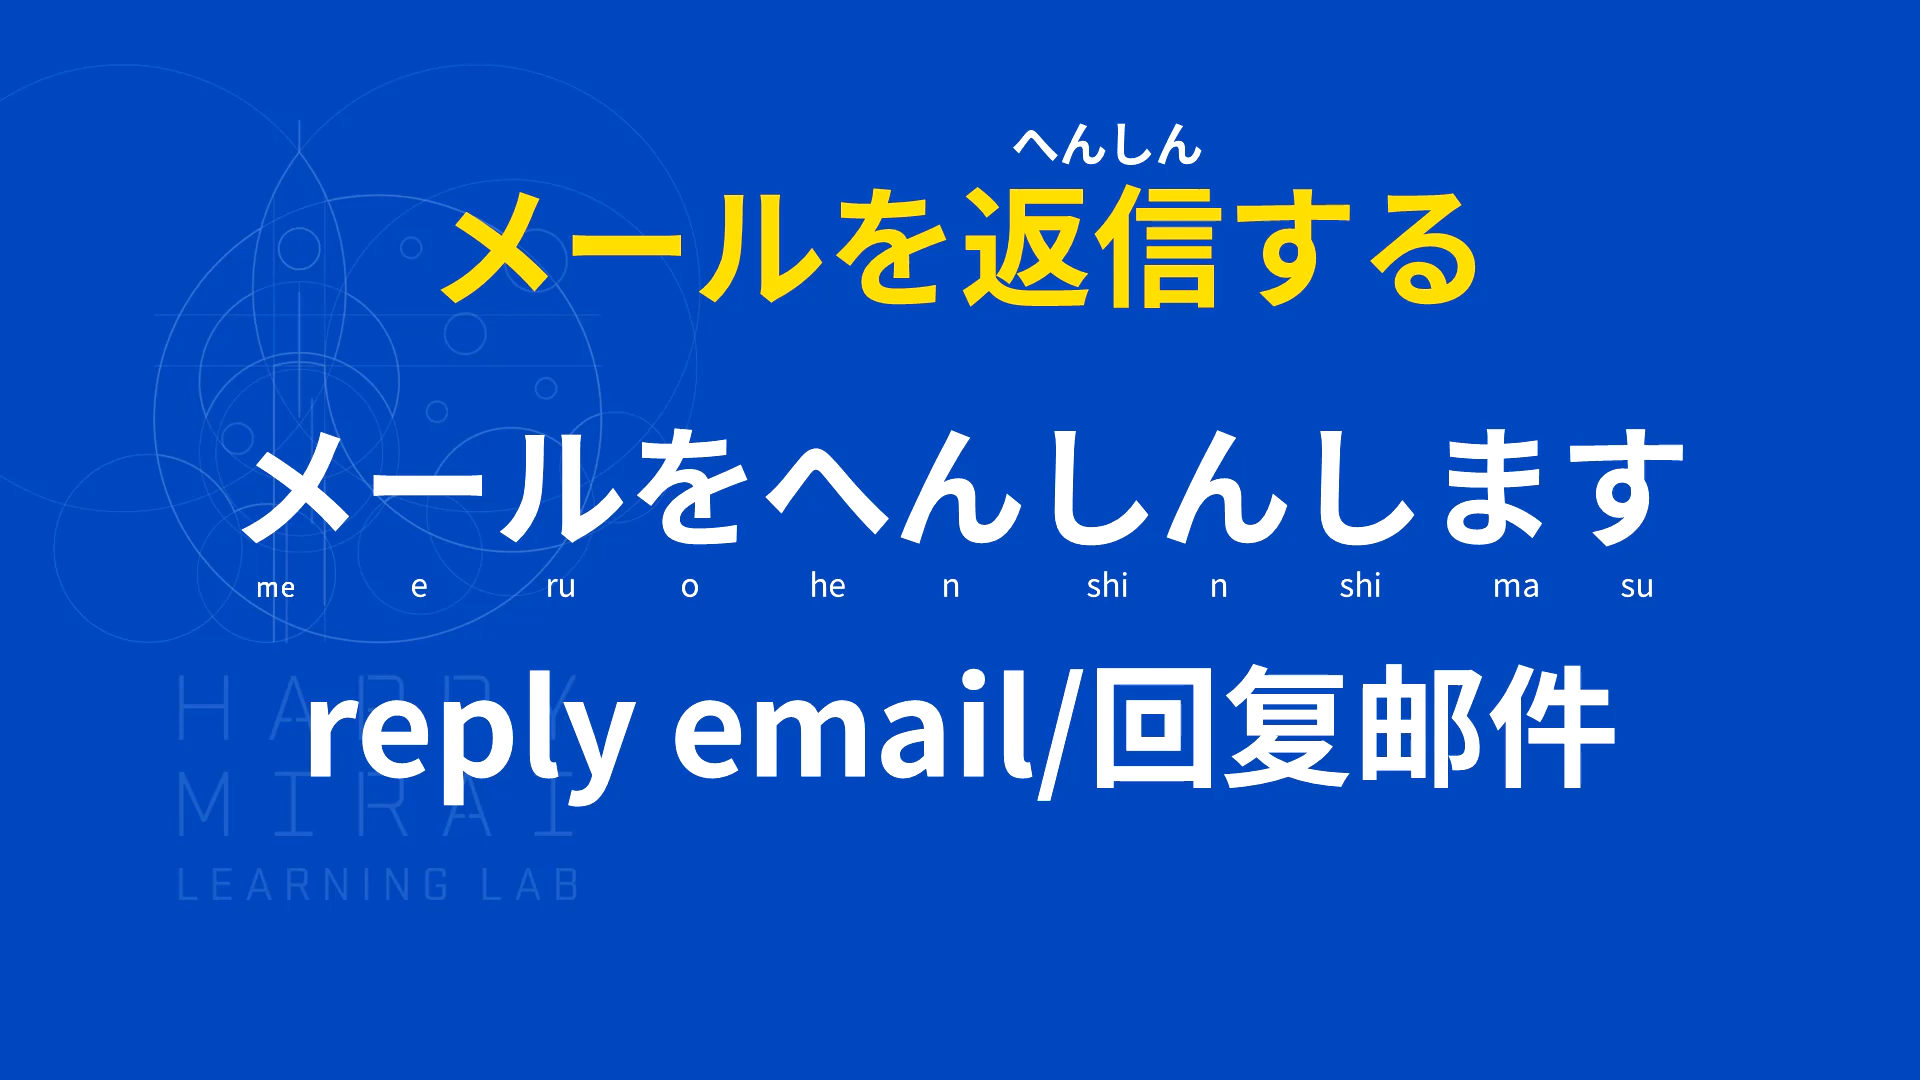 へんしん
メールを返信する
メールをへんしんします
me e ru o he n shi n shi ma su
reply email/回复邮件
HAPPY
MIRAI
LEARNING LAB